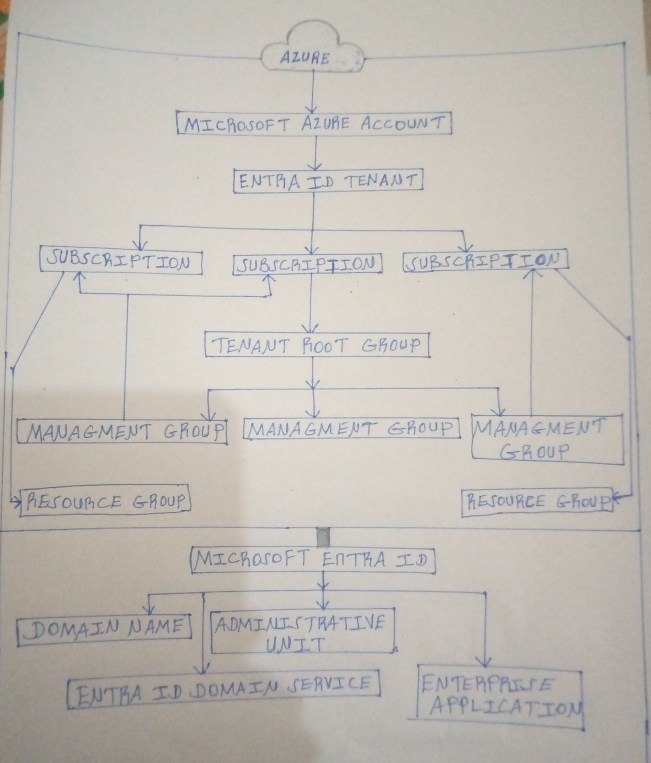 AZURE
MICROSOFT AZURE ACCOUNT
ENTRA ID TENANT
SUBSCRIPTION
SUBSCRIPTION
SUBSCRIPTION
TENANT ROOT GROUP
MANAGMENT GROUP
MANAGMENT GROUP
MANAGMENT
GROUP
RESOURCE GROUP
RESOURCE GROUP
MICROSOFT ENTRA ID
DOMAIN NAME
ADMINISTRATIVE
UNIT
ENTRA ID DOMAIN SERVICE
ENTERPRISE
APPLICATION